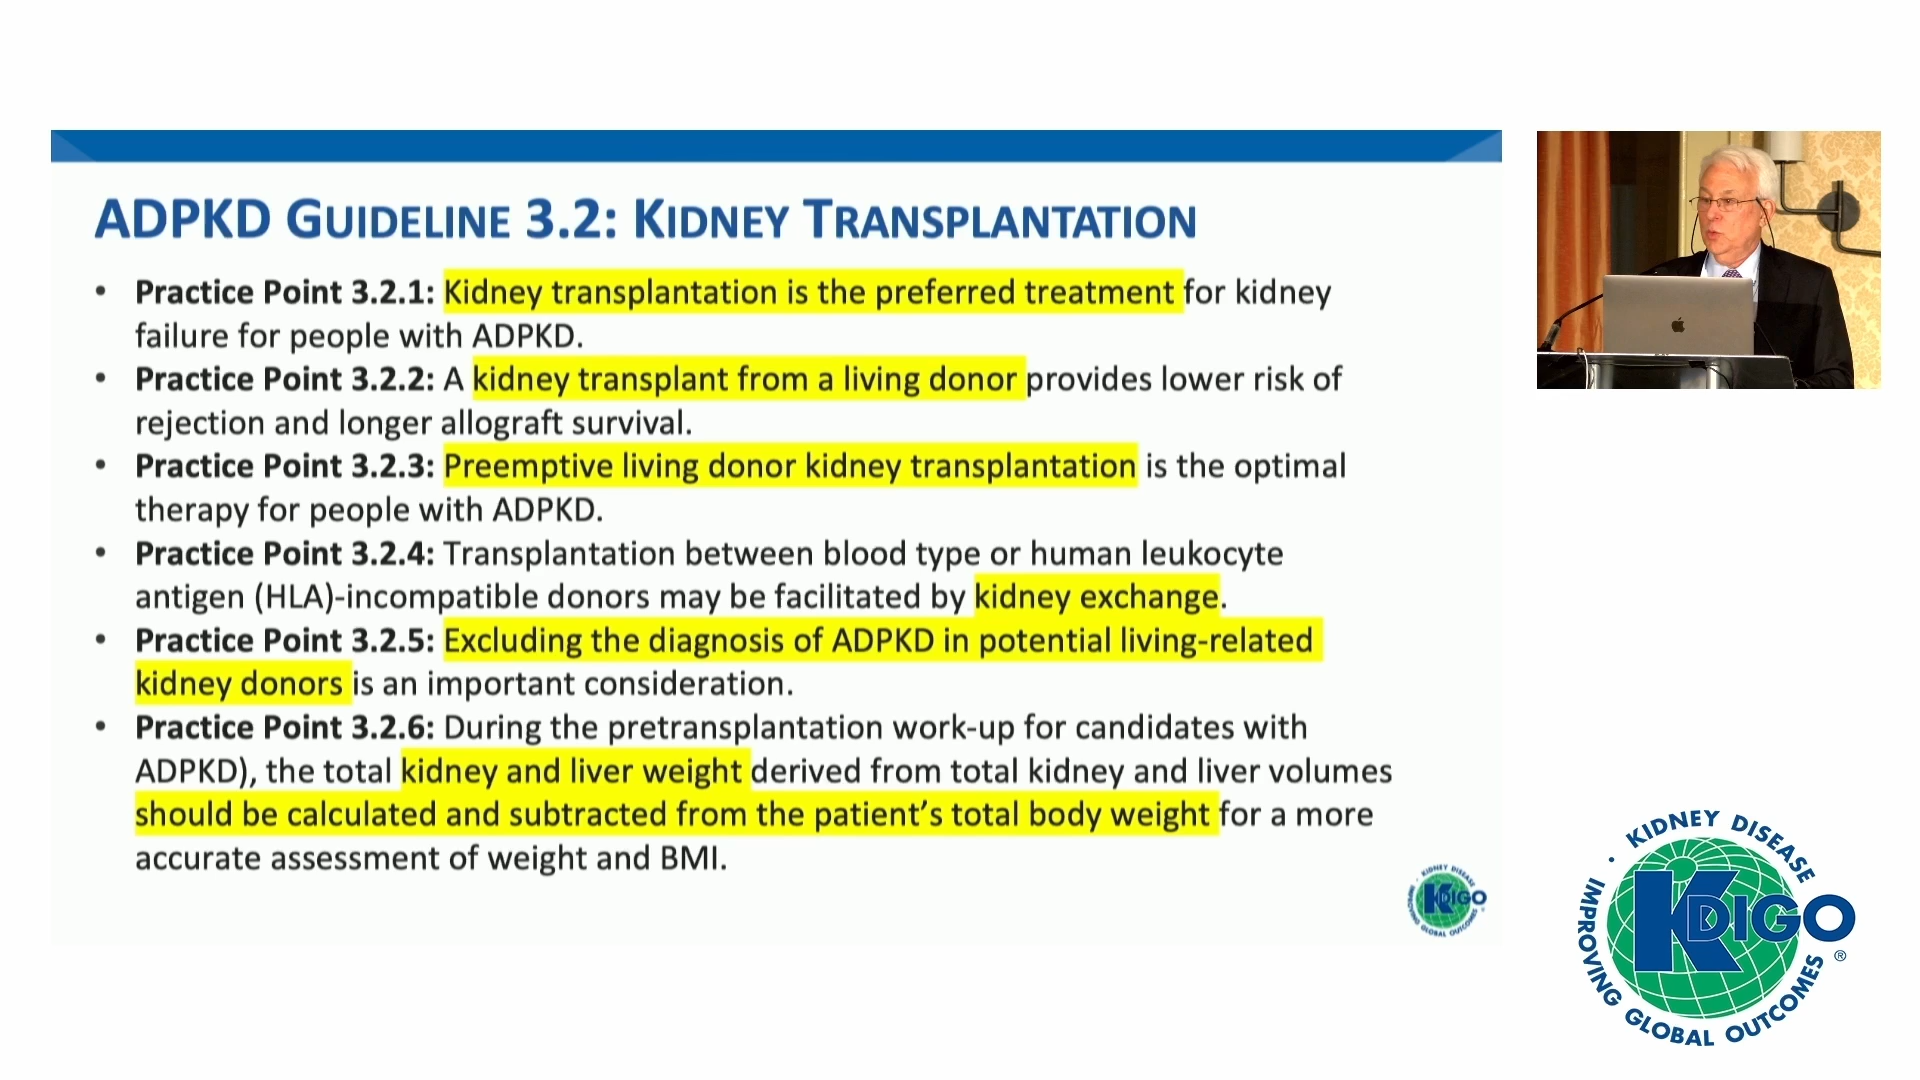 ADPKD GUIDELINE 3.2: KIDNEY TRANSPLANTATION
• Practice Point 3.2.1: Kidney transplantation is the preferred treatment for kidney
failure for people with ADPKD.
• Practice Point 3.2.2: A kidney transplant from a living donor provides lower risk of
rejection and longer allograft survival.
• Practice Point 3.2.3: Preemptive living donor kidney transplantation is the optimal
therapy for people with ADPKD.
• Practice Point 3.2.4: Transplantation between blood type or human leukocyte
antigen (HLA)-incompatible donors may be facilitated by kidney exchange.
• Practice Point 3.2.5: Excluding the diagnosis of ADPKD in potential living-related
kidney donors is an important consideration.
• Practice Point 3.2.6: During the pretransplantation work-up for candidates with
ADPKD), the total kidney and liver weight derived from total kidney and liver volumes
should be calculated and subtracted from the patient's total body weight for a more
accurate assessment of weight and BMI.
• KIDNEY DISEASE
KDIGO
IMPROVING GLOBAL OUTCOMES
• KIDNEY DISEASE
KDIGO
®
IMPROVING GLOBAL OUTCOMES